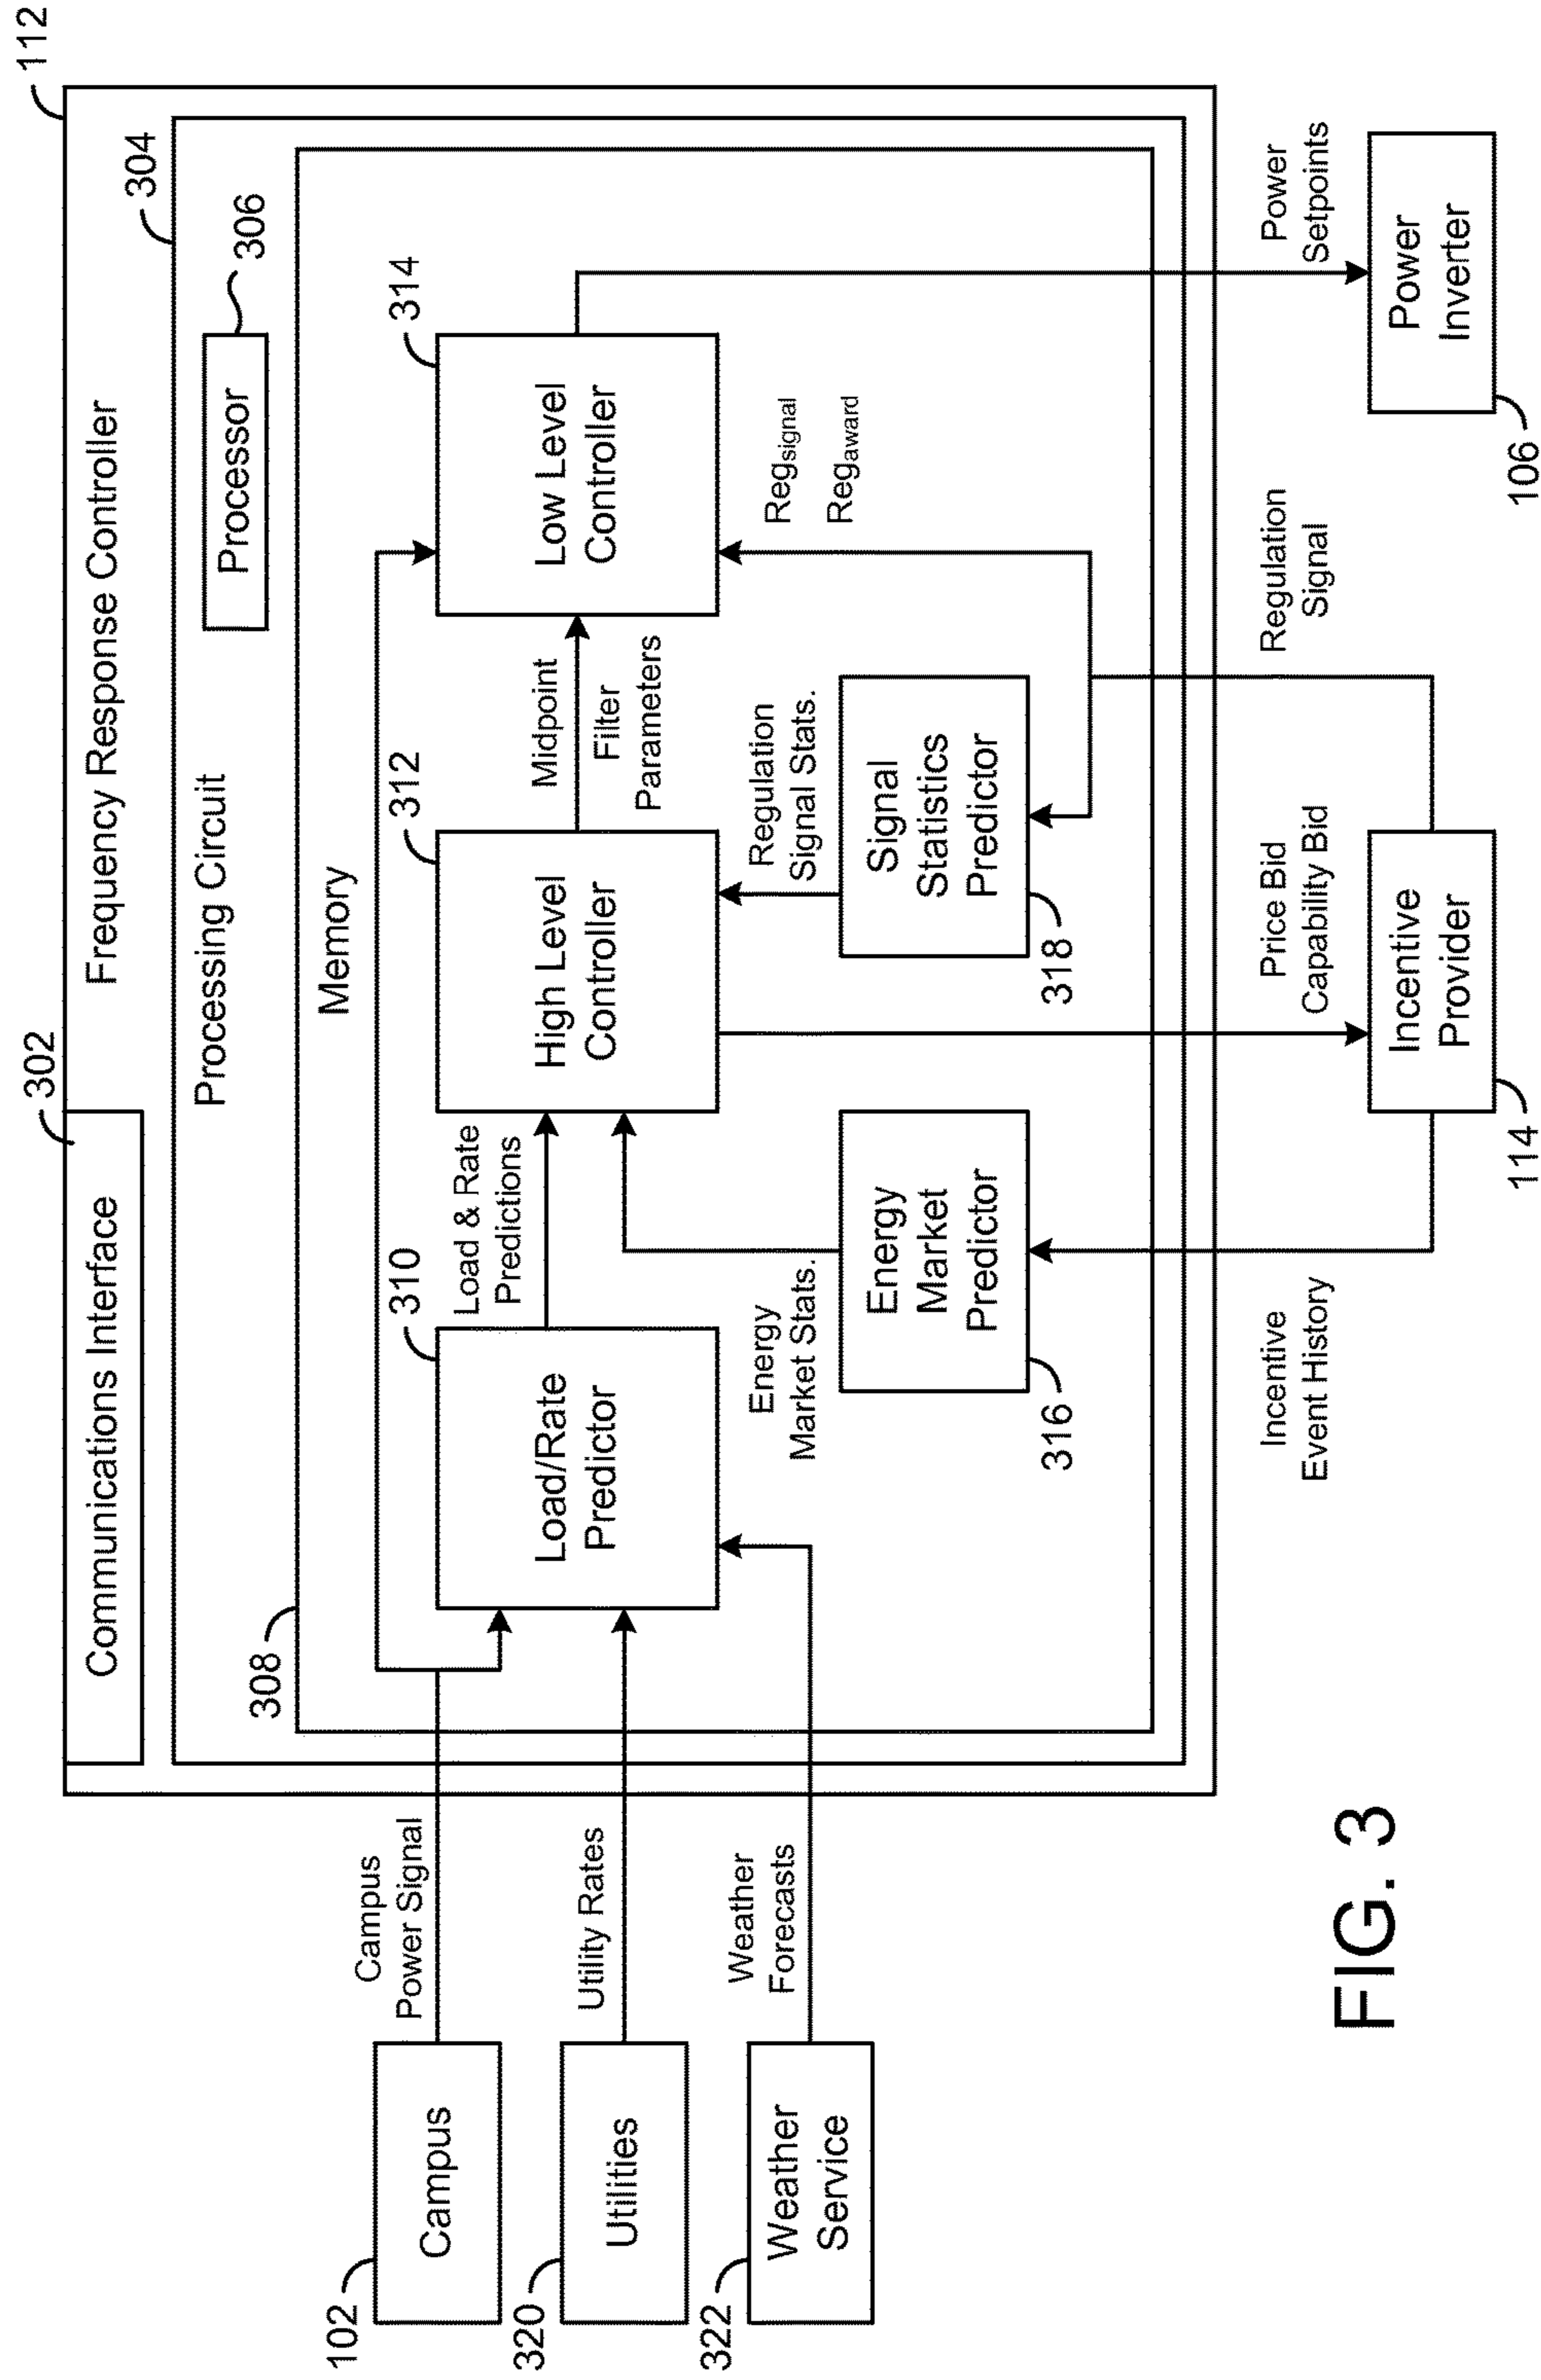 112
Frequency Response Controller
302
Communications Interface
304
Processing Circuit
306
Processor
308
Memory
310
Load/Rate
Predictor
Load & Rate
Predictions
312
High Level
Controller
Midpoint
Filter
Parameters
314
Low Level
Controller
Campus
Power Signal
Utility Rates
Weather
Forecasts
102
Campus
320
Utilities
322
Weather
Service
Energy
Market Stats.
Energy
Market
Predictor
316
Regulation
Signal Stats.
Signal
Statistics
Predictor
318
Regsignal
Regaward
Incentive
Event History
Price Bid
Capability Bid
Regulation
Signal
Power
Setpoints
Incentive
Provider
114
Power
Inverter
106
FIG. 3